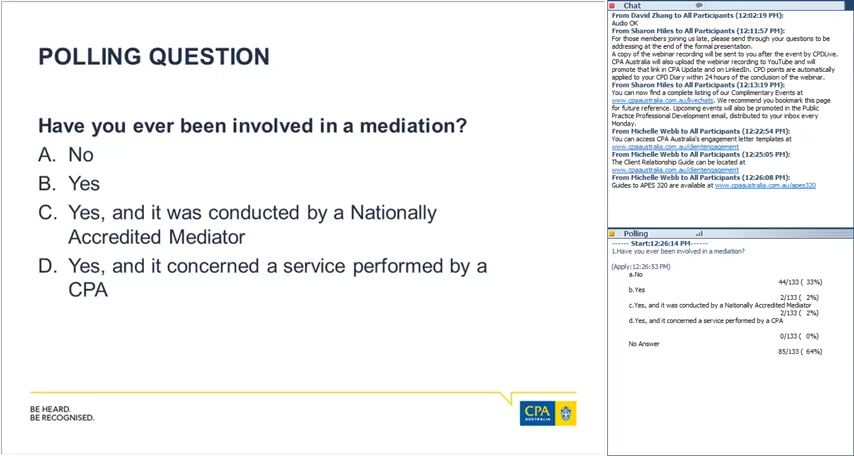 POLLING QUESTION
Have you ever been involved in a mediation?
A. No
B. Yes
C. Yes, and it was conducted by a Nationally
Accredited Mediator
D. Yes, and it concerned a service performed by a
CPA
BE HEARD.
BE RECOGNISED.
CPA
AUSTRALIA
Chat
From David Zhang to All Participants (12:02:19 PM):
Audio OK
From Sharon Miles to All Participants (12:11:57 PM):
For those members joining us late, please send through your questions to be
addressing at the end of the formal presentation.
A copy of the webinar recording will be sent to you after the event by CPDLive.
CPA Australia will also upload the webinar recording to YouTube and will
promote that link in CPA Update and on LinkedIn. CPD points are automatically
applied to your CPD Diary within 24 hours of the conclusion of the webinar.
From Sharon Miles to All Participants (12:13:19 PM):
You can now find a complete listing of our Complimentary Events at
www.cpaaustralia.com.au/livechats. We recommend you bookmark this page
for future reference. Upcoming events will also be promoted in the Public
Practice Professional Development email, distributed to your inbox every
Monday.
From Michelle Webb to All Participants (12:22:54 PM):
You can access CPA Australia's engagement letter templates at
www.cpaaustralia.com.au/clientengagement
From Michelle Webb to All Participants (12:25:05 PM):
The Client Relationship Guide can be located at
www.cpaaustralia.com.au/clientengagement
From Michelle Webb to All Participants (12:26:08 PM):
Guides to APES 320 are available at www.cpaaustralia.com.au/apes320
Polling
------ Start:12:26:14 PM------
1.Have you ever been involved in a mediation?
(Apply:12:26:53 PM)
a.No
44/133 ( 33%)
b.Yes
2/133 ( 2%)
c.Yes, and it was conducted by a Nationally Accredited Mediator
2/133 ( 2%)
d.Yes, and it concerned a service performed by a CPA
0/133 ( 0%)
No Answer
85/133 ( 64%)